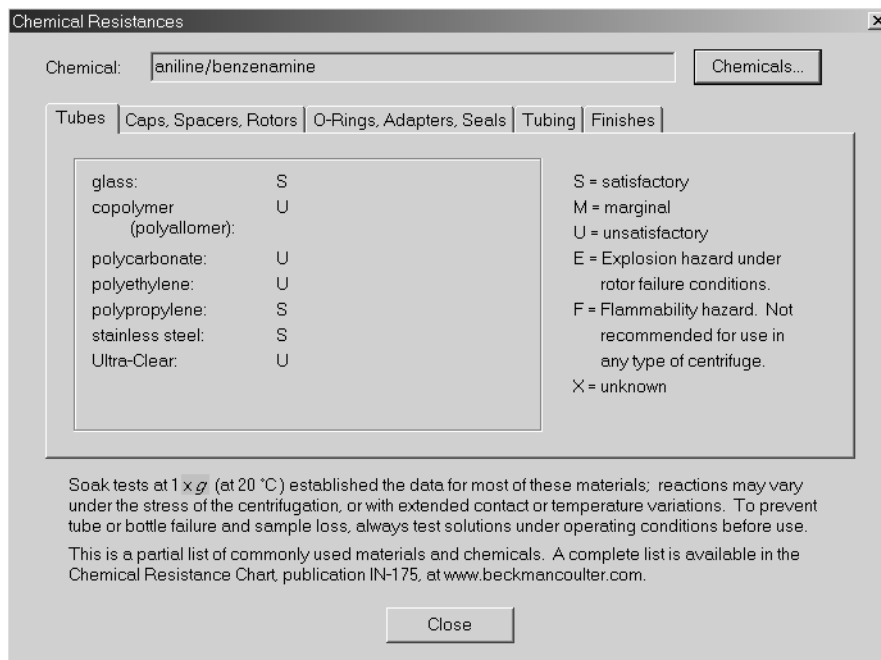 Chemical Resistances
Chemical: aniline/benzenamine Chemicals...
Tubes Caps, Spacers, Rotors O-Rings, Adapters, Seals Tubing Finishes
glass: S
copolymer U
(polyallomer):
polycarbonate: U
polyethylene: U
polypropylene: S
stainless steel: S
Ultra-Clear: U
S = satisfactory
M = marginal
U = unsatisfactory
E = Explosion hazard under
rotor failure conditions.
F = Flammability hazard. Not
recommended for use in
any type of centrifuge.
X = unknown
Soak tests at 1 x g (at 20 °C) established the data for most of these materials; reactions may vary
under the stress of the centrifugation, or with extended contact or temperature variations. To prevent
tube or bottle failure and sample loss, always test solutions under operating conditions before use.
This is a partial list of commonly used materials and chemicals. A complete list is available in the
Chemical Resistance Chart, publication IN-175, at www.beckmancoulter.com.
Close